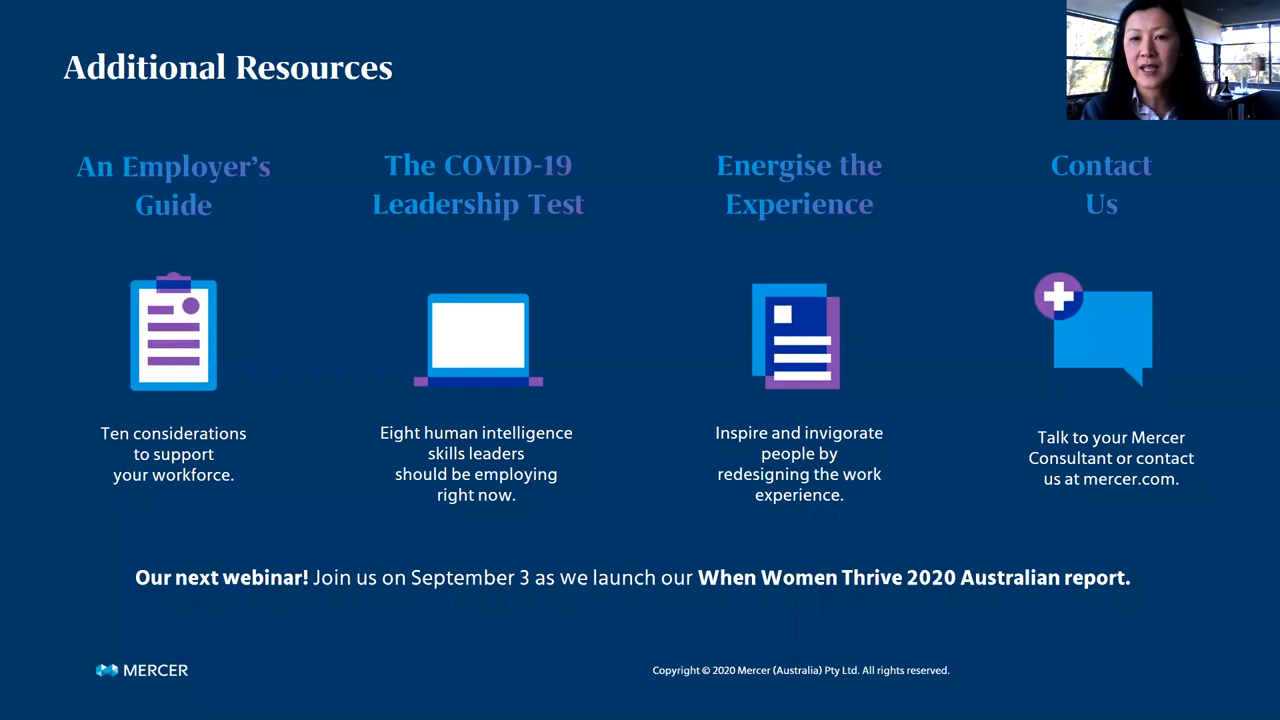 Additional Resources
An Employer’s
Guide
Ten considerations
to support
your workforce.
The COVID-19
Leadership Test
Eight human intelligence
skills leaders
should be employing
right now.
Energise the
Experience
Inspire and invigorate
people by
redesigning the work
experience.
Contact
Us
Talk to your Mercer
Consultant or contact
us at mercer.com.
Our next webinar! Join us on September 3 as we launch our When Women Thrive 2020 Australian report.
MERCER
Copyright © 2020 Mercer (Australia) Pty Ltd. All rights reserved.